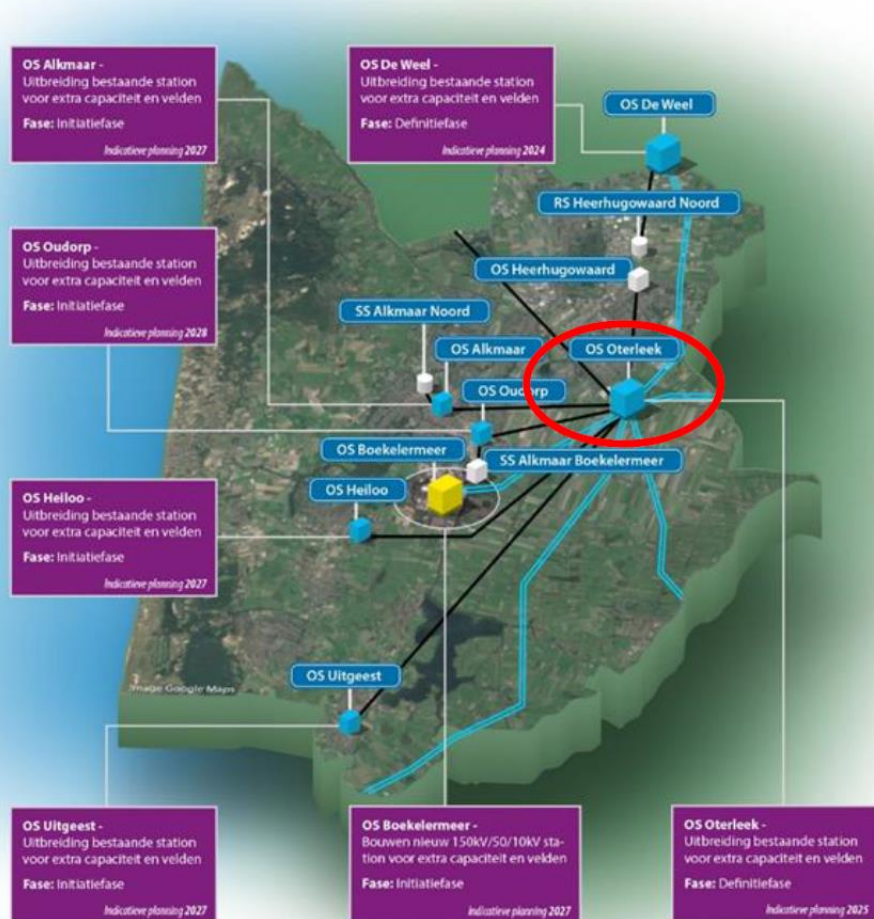 OS Alkmaar -
Uitbreiding bestaande station
voor extra capaciteit en velden
Fase: Initiatiefase
Indicatieve planning 2027
OS De Weel -
Uitbreiding bestaande station
voor extra capaciteit en velden
Fase: Definitiefase
Indicatieve planning 2024
OS De Weel
RS Heerhugowaard Noord
OS Oudorp -
Uitbreiding bestaande station
voor extra capaciteit en velden
Fase: Initiatiefase
Indicatieve planning 2028
OS Heerhugowaard
SS Alkmaar Noord
OS Alkmaar
OS Oterleek
OS Oudorp
OS Boekelermeer
SS Alkmaar Boekelermeer
OS Heiloo
OS Heiloo -
Uitbreiding bestaande station
voor extra capaciteit en velden
Fase: Initiatiefase
Indicatieve planning 2027
OS Uitgeest
Image Google Maps
OS Uitgeest -
Uitbreiding bestaande station
voor extra capaciteit en velden
Fase: Initiatiefase
Indicatieve planning 2027
OS Boekelermeer -
Bouwen nieuw 150kV/50/10kV sta-
tion voor extra capaciteit en velden
Fase: Initiatiefase
Indicatieve planning 2027
OS Oterleek -
Uitbreiding bestaande station
voor extra capaciteit en velden
Fase: Definitiefase
Indicatieve planning 2025